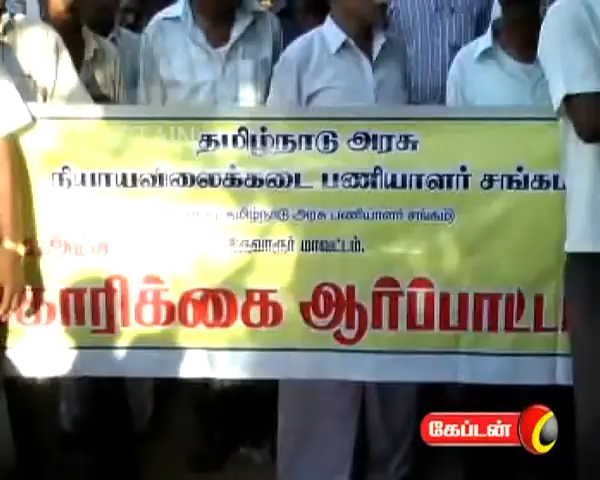 தமிழ்நாடு அரசு
நியாயவிலைக்கடை பணியாளர் சங்கம்
தமிழ்நாடு அரசு பணியாளர் சங்கம்)
திருவாரூர் மாவட்டம்.
கோரிக்கை ஆர்ப்பாட்டம்
கேப்டன்